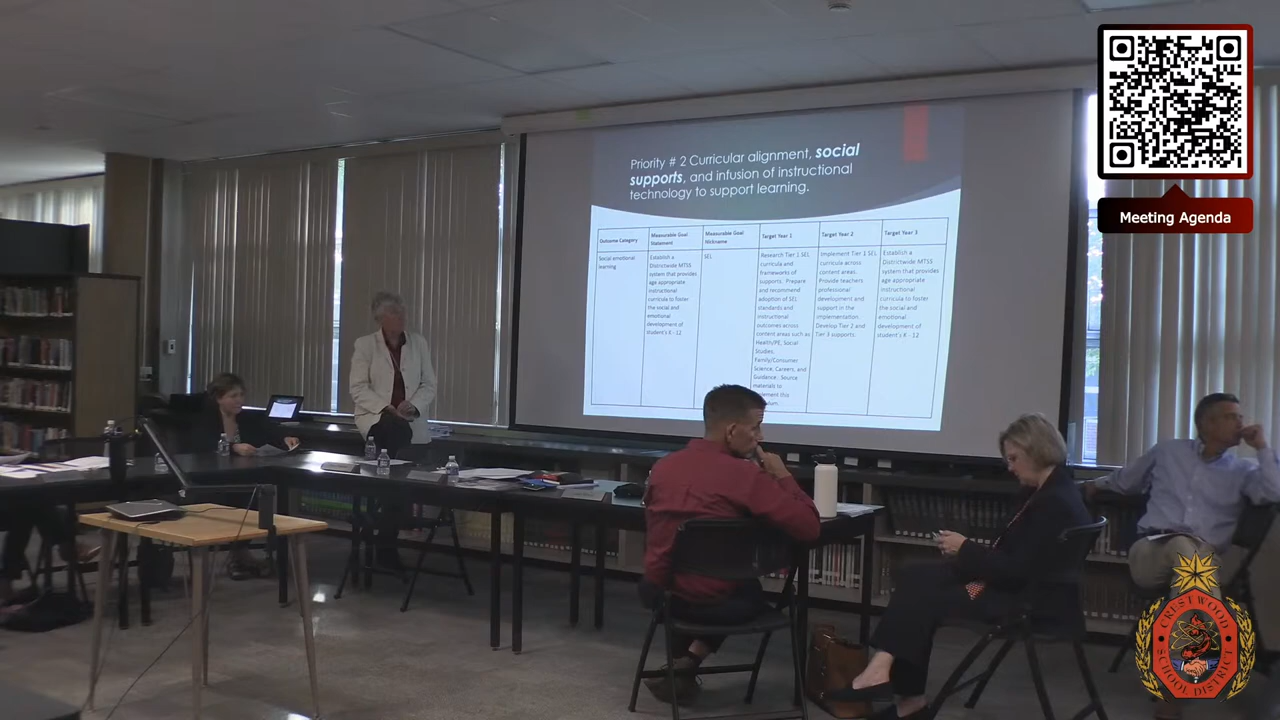 Priority # 2 Curricular alignment, social
supports, and infusion of instructional
technology to support learning.
Outcome Category
Measurable Goal
Statement
Measurable Goal
Nickname
Target Year 1
Target Year 2
Target Year 3
Social emotional
learning
Establish a
Districtwide MTSS
system that provides
age appropriate
instructional
curricula to foster
the social and
emotional
development of
student's K - 12
SEL
Research Tier 1 SEL
curricula and
frameworks of
supports. Prepare
and recommend
adoption of SEL
standards and
instructional
outcomes across
content areas such as
Health/PE, Social
Studies,
Family/Consumer
Science, Careers, and
Guidance. Source
materials to
implement this
Implement Tier 1 SEL
curricula across
content areas.
Provide teachers
professional
development and
support in the
implementation.
Develop Tier 2 and
Tier 3 supports.
Establish a
Districtwide MTSS
system that provides
age appropriate
instructional
curricula to foster
the social and
emotional
development of
student's K - 12
Meeting Agenda
CRESTWOOD
SCHOOL DISTRICT